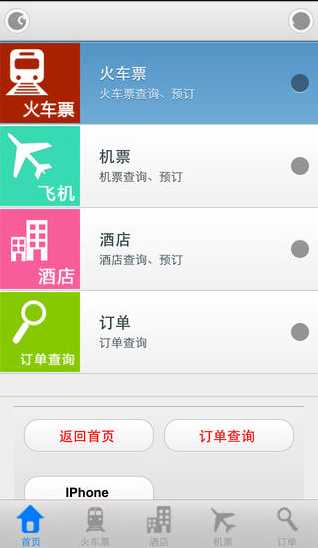 火车票
火车票查询、预订
火车票
机票
机票查询、预订
飞机
酒店
酒店查询、预订
酒店
订单
订单查询
订单查询
返回首页
订单查询
IPhone
首页
火车票
酒店
机票
订单查询